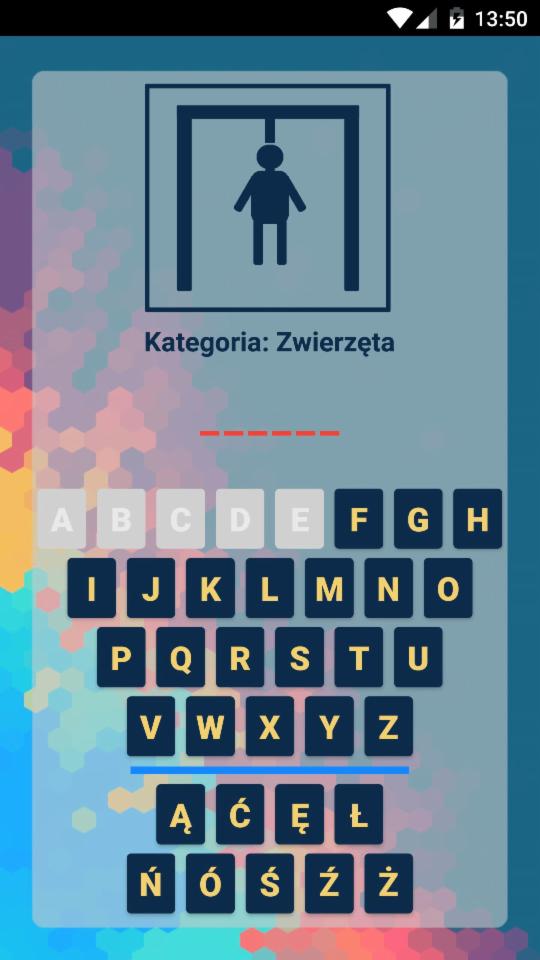 13:50
Kategoria: Zwierzęta
A B C D E F G H
I J K L M N O
P Q R S T U
V W X Y Z
Ą Ć Ę Ł
Ń Ó Ś Ź Ż